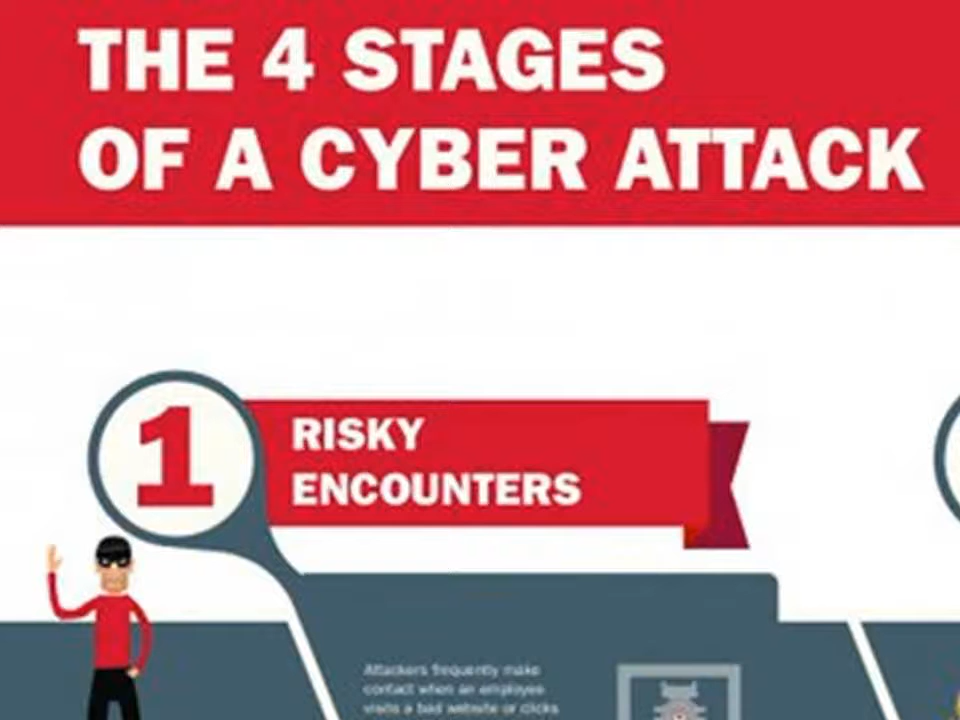 THE 4 STAGES
OF A CYBER ATTACK
1
RISKY
ENCOUNTERS
Attackers frequently make
contact when an employee
visits a bad website or clicks